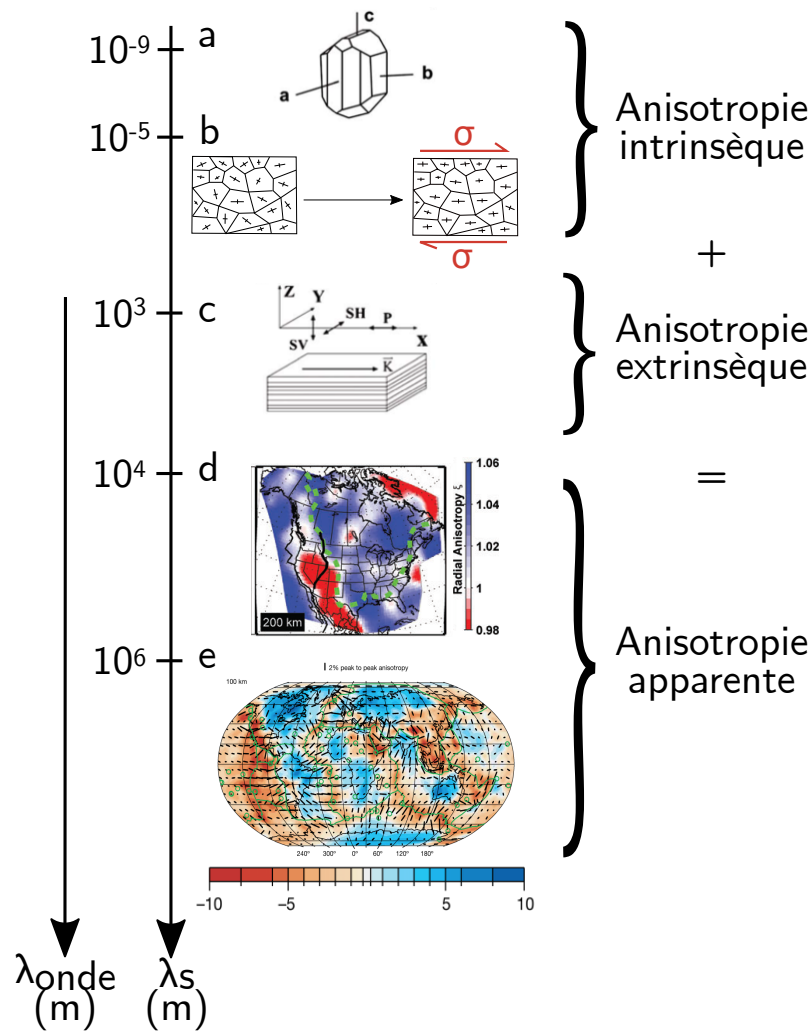 10⁻⁹ a
c
a
b
Anisotropie
intrinsèque
10⁻⁵
b
σ
σ
+
10³ c
Z
Y
SH
P
SV
X
K
Anisotropie
extrinsèque
=
10⁴ d
1.06
1.04
1.02
1
0.98
Radial Anisotropy ξ
200 km
Anisotropie
apparente
10⁶ e
2% peak to peak anisotropy
100 km
240° 300° 0° 60° 120° 180°
−10 −5 5 10
λonde
(m)
λs
(m)